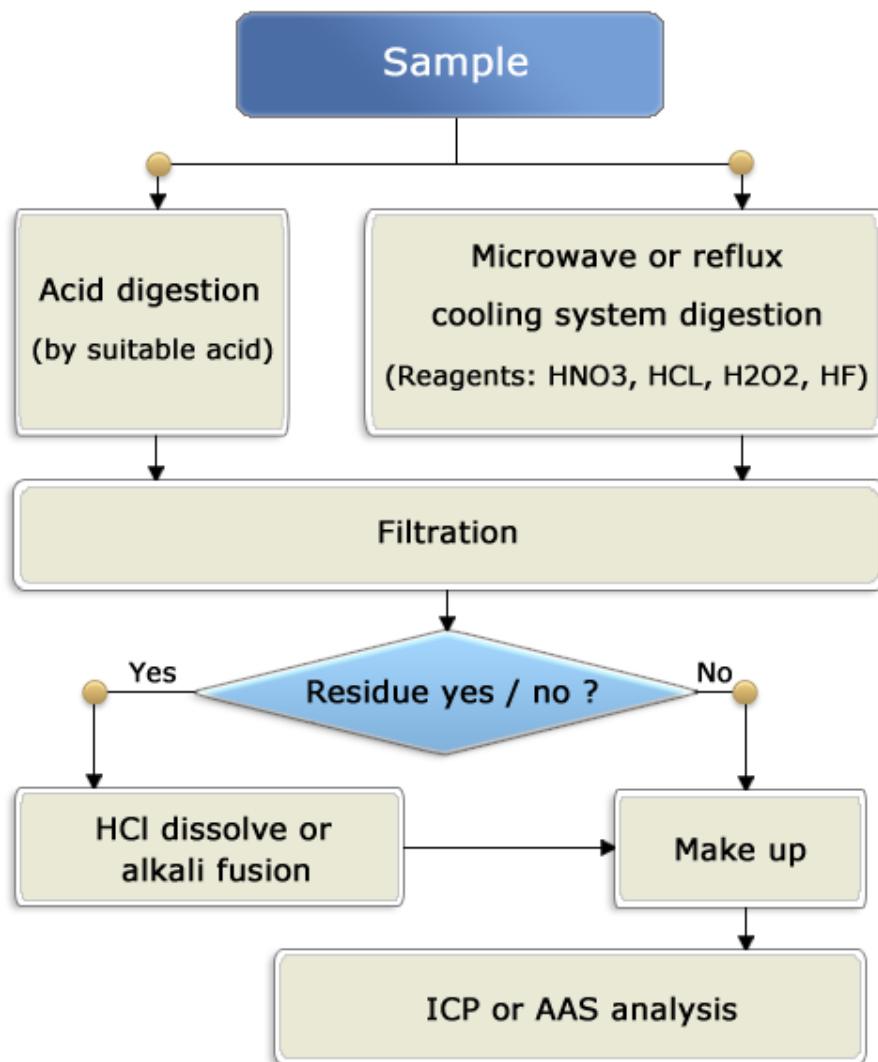 Sample
Acid digestion
(by suitable acid)
Microwave or reflux
cooling system digestion
(Reagents: HNO3, HCL, H2O2, HF)
Filtration
Yes
Residue yes / no ?
No
HCl dissolve or
alkali fusion
Make up
ICP or AAS analysis